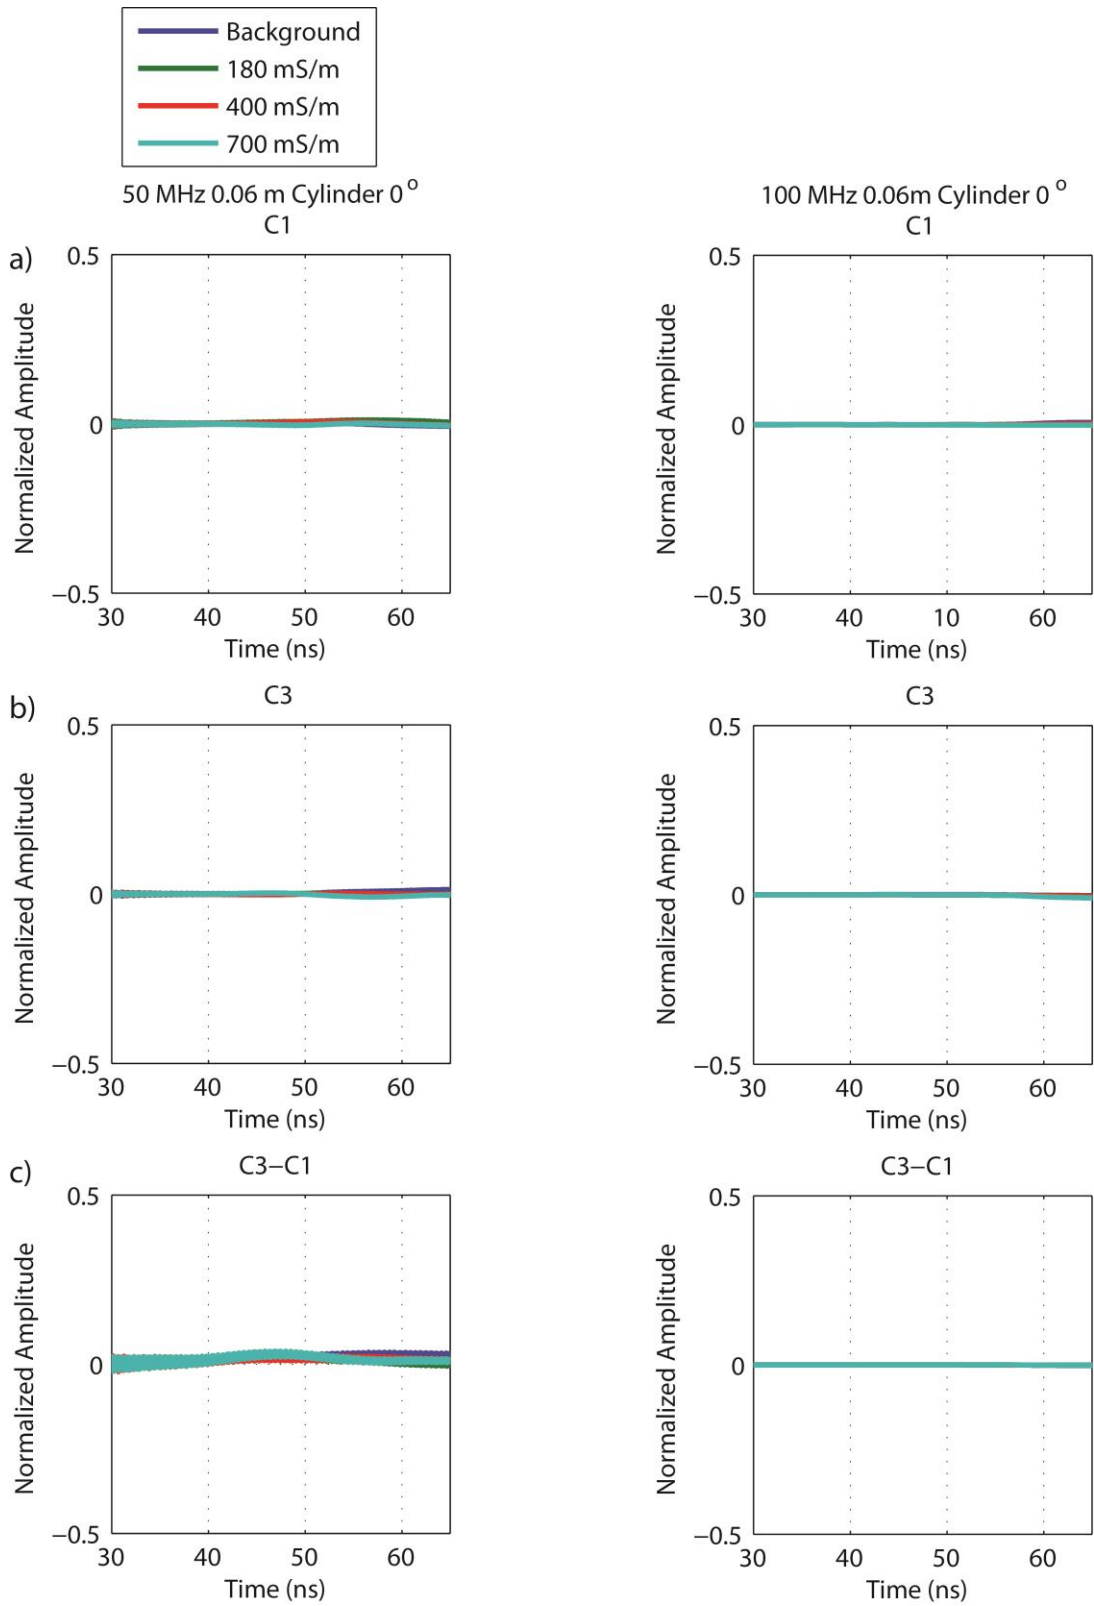 Background
180 mS/m
400 mS/m
700 mS/m
50 MHz 0.06 m Cylinder 0 o
C1
100 MHz 0.06m Cylinder 0 o
C1
a)
0.5
0
−0.5
Normalized Amplitude
30 40 50 60
Time (ns)
0.5
0
−0.5
Normalized Amplitude
30 40 10 60
Time (ns)
b)
C3
0.5
0
−0.5
Normalized Amplitude
30 40 50 60
Time (ns)
C3
0.5
0
−0.5
Normalized Amplitude
30 40 50 60
Time (ns)
c)
C3−C1
0.5
0
−0.5
Normalized Amplitude
30 40 50 60
Time (ns)
C3−C1
0.5
0
−0.5
Normalized Amplitude
30 40 50 60
Time (ns)